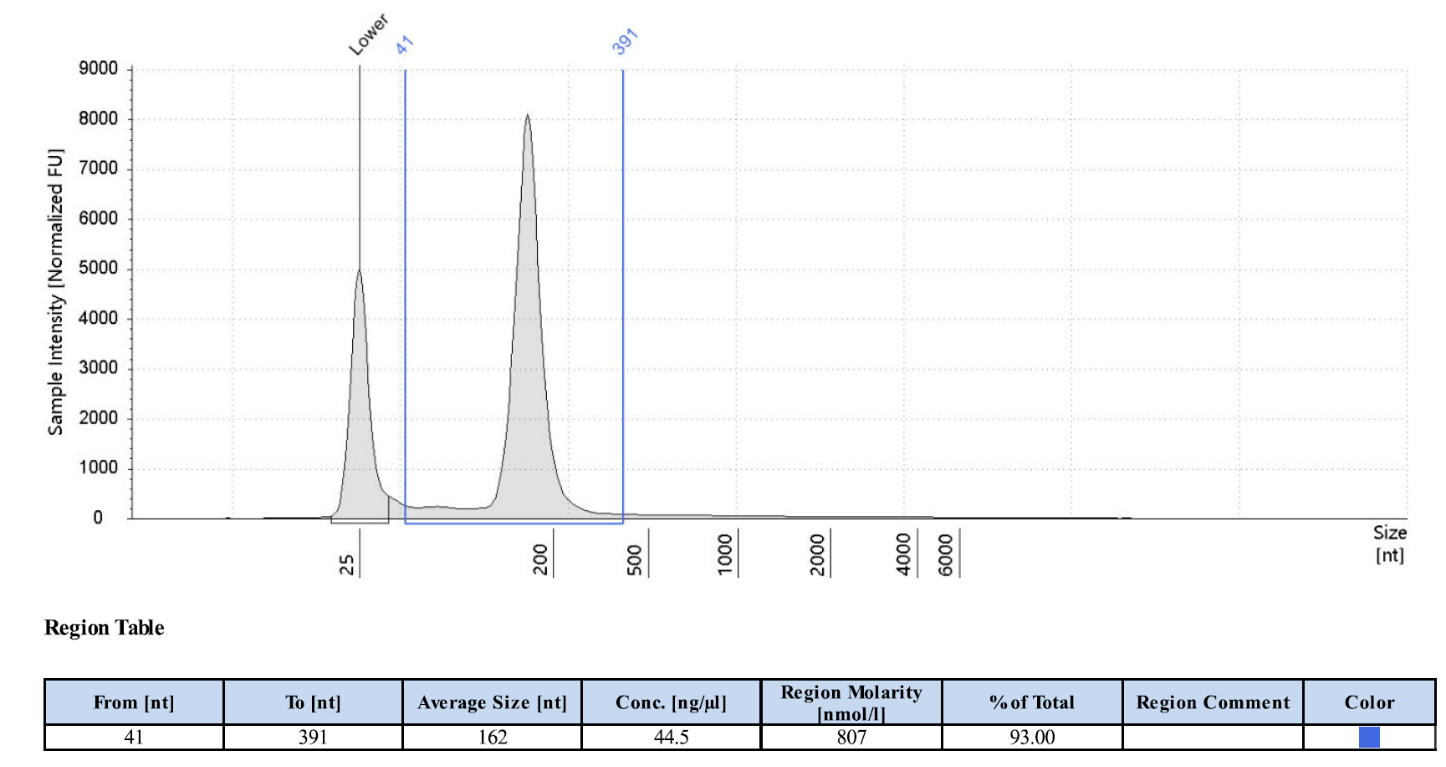 Lower
41
391
9000
8000
7000
6000
5000
4000
3000
2000
1000
0
Sample Intensity [Normalized FU]
25
200
500
1000
2000
4000
6000
Size
[nt]
Region Table
From [nt] To [nt] Average Size [nt] Conc. [ng/µl] Region Molarity [nmol/l] % of Total Region Comment Color
41 391 162 44.5 807 93.00